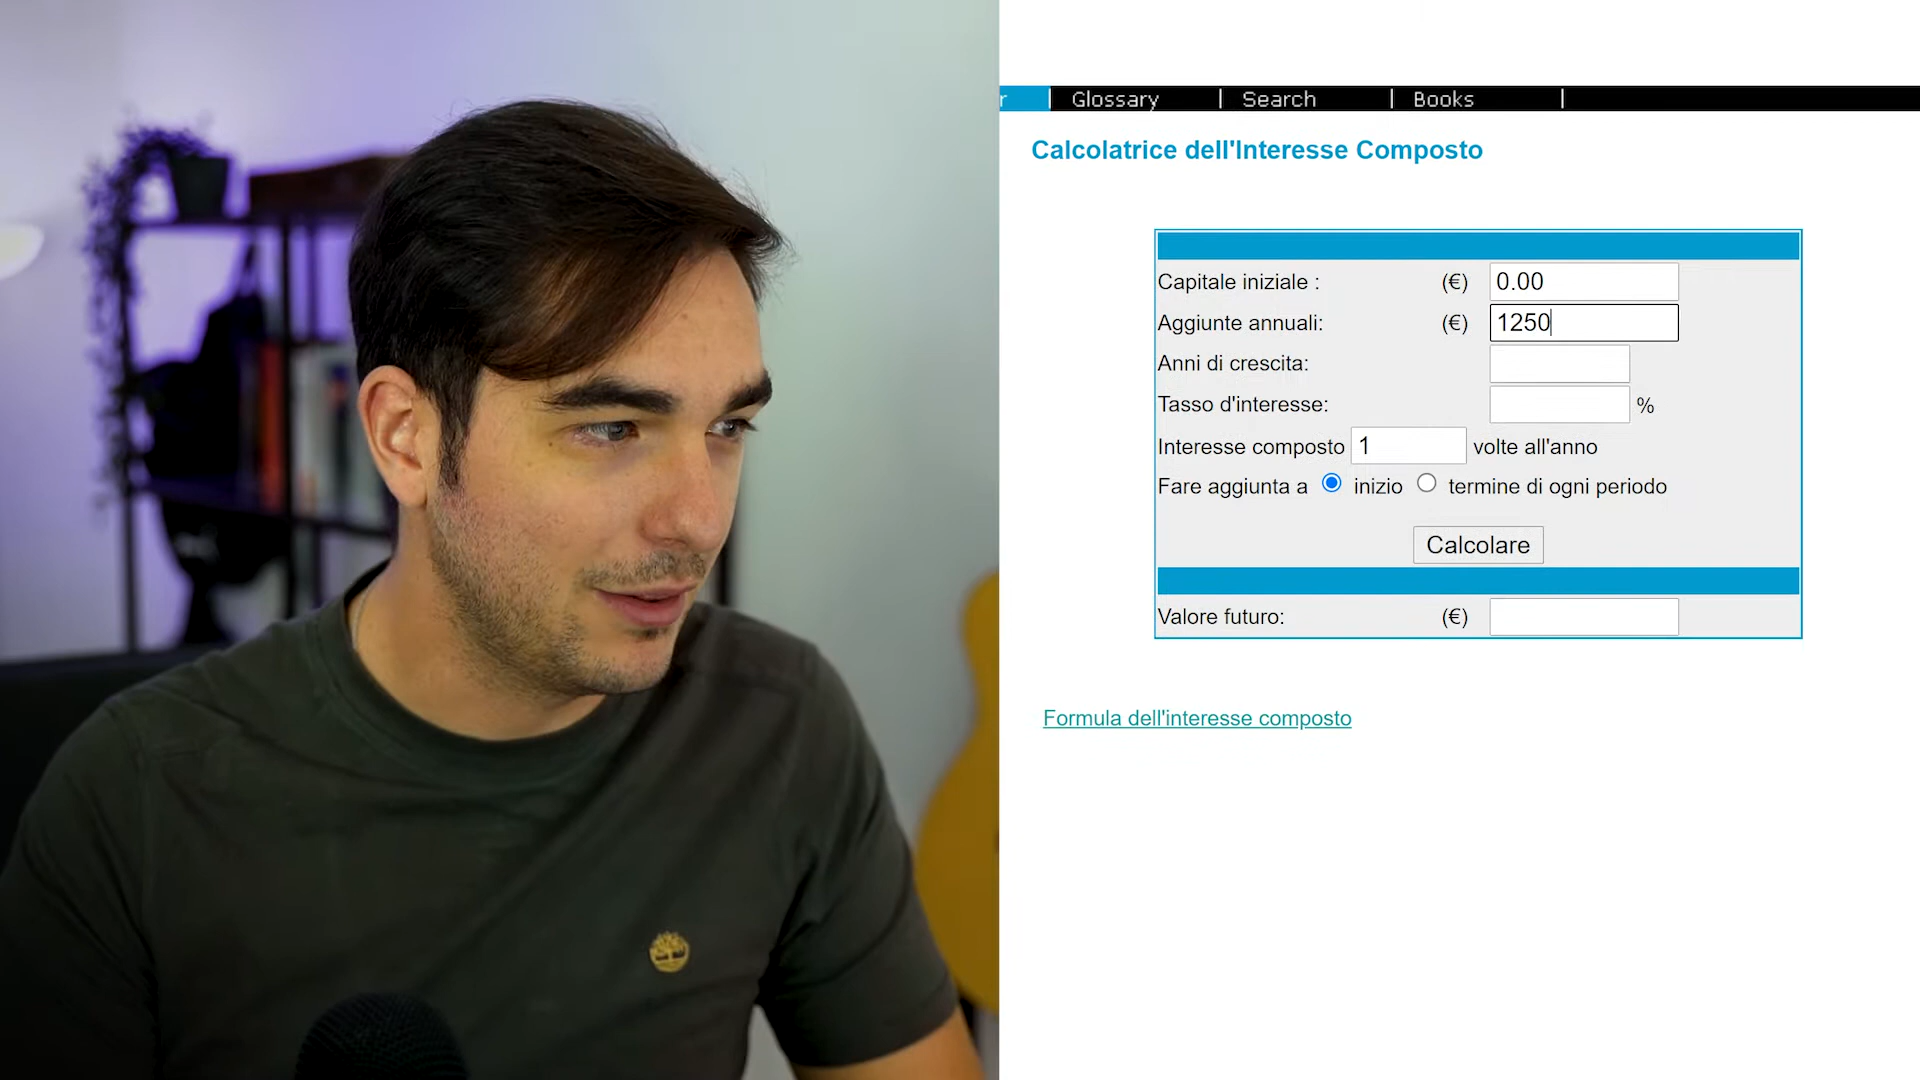 r | Glossary | Search | Books |
Calcolatrice dell'Interesse Composto
Capitale iniziale : (€) 0.00
Aggiunte annuali: (€) 1250
Anni di crescita:
Tasso d'interesse: %
Interesse composto 1 volte all'anno
Fare aggiunta a inizio termine di ogni periodo
Calcolare
Valore futuro: (€)
Formula dell'interesse composto